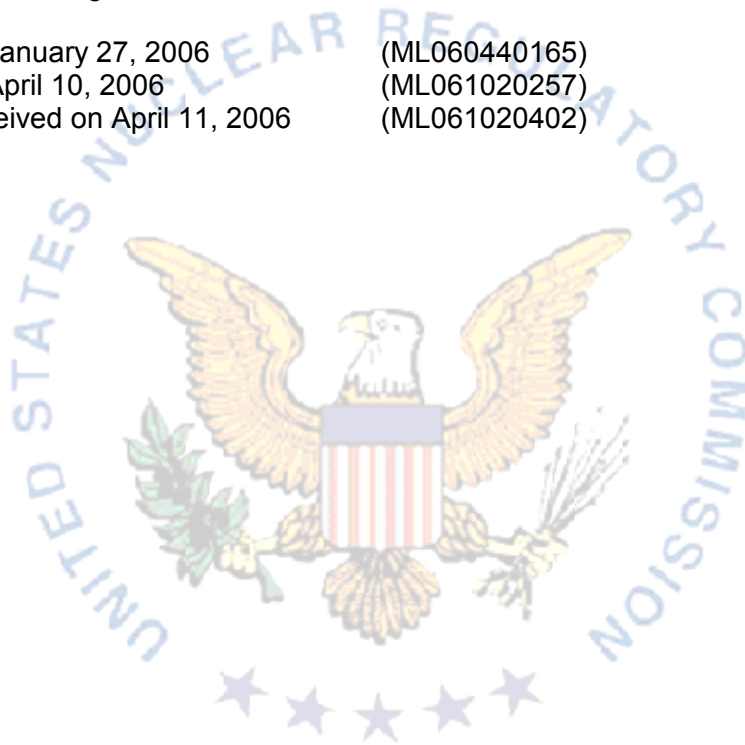 January 27, 2006 (ML060440165)
April 10, 2006 (ML061020257)
eived on April 11, 2006 (ML061020402)
UNITED STATES NUCLEAR REGULATORY COMMISSION